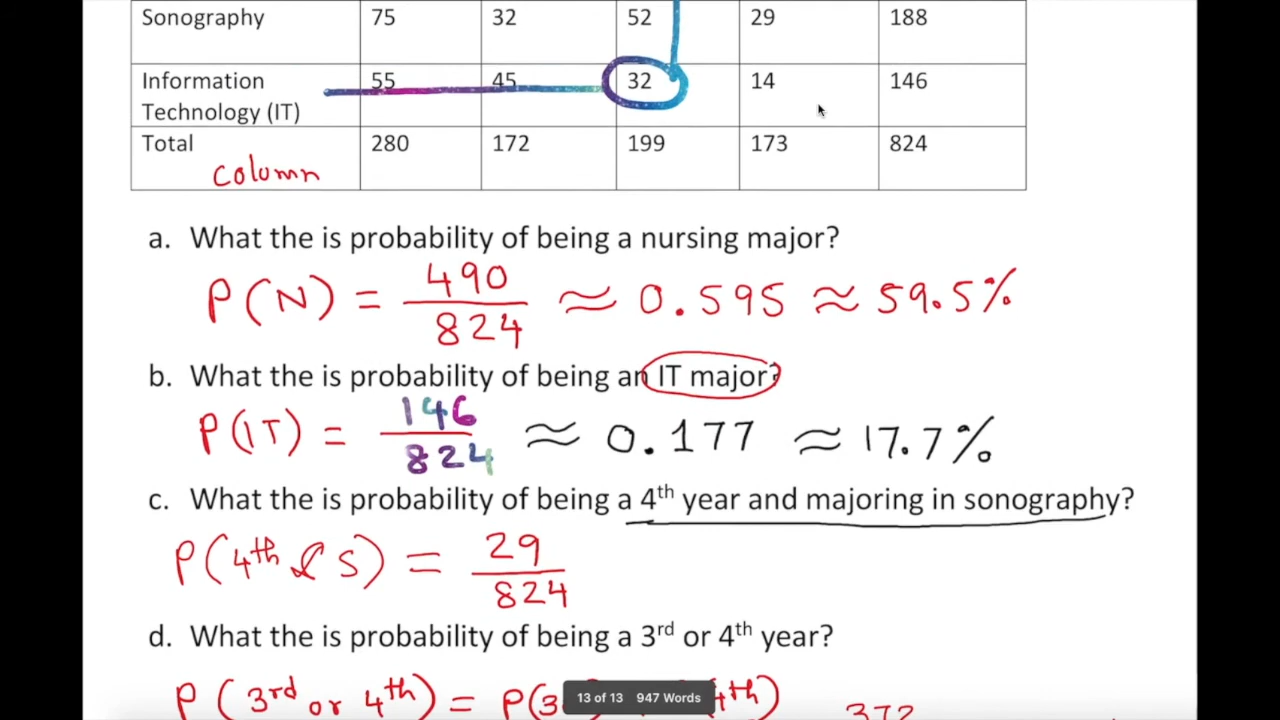 Sonography 75 32 52 29 188
Information 55 45 32 14 146
Technology (IT)
Total 280 172 199 173 824
column
a. What the is probability of being a nursing major?
P(N) = 490/824 ≈ 0.595 ≈ 59.5%
b. What the is probability of being an IT major?
P(IT) = 146/824 ≈ 0.177 ≈ 17.7%
c. What the is probability of being a 4th year and majoring in sonography?
P(4th & S) = 29/824
d. What the is probability of being a 3rd or 4th year?
P(3rd or 4th) = P(3 4th) 372
13 of 13 947 Words